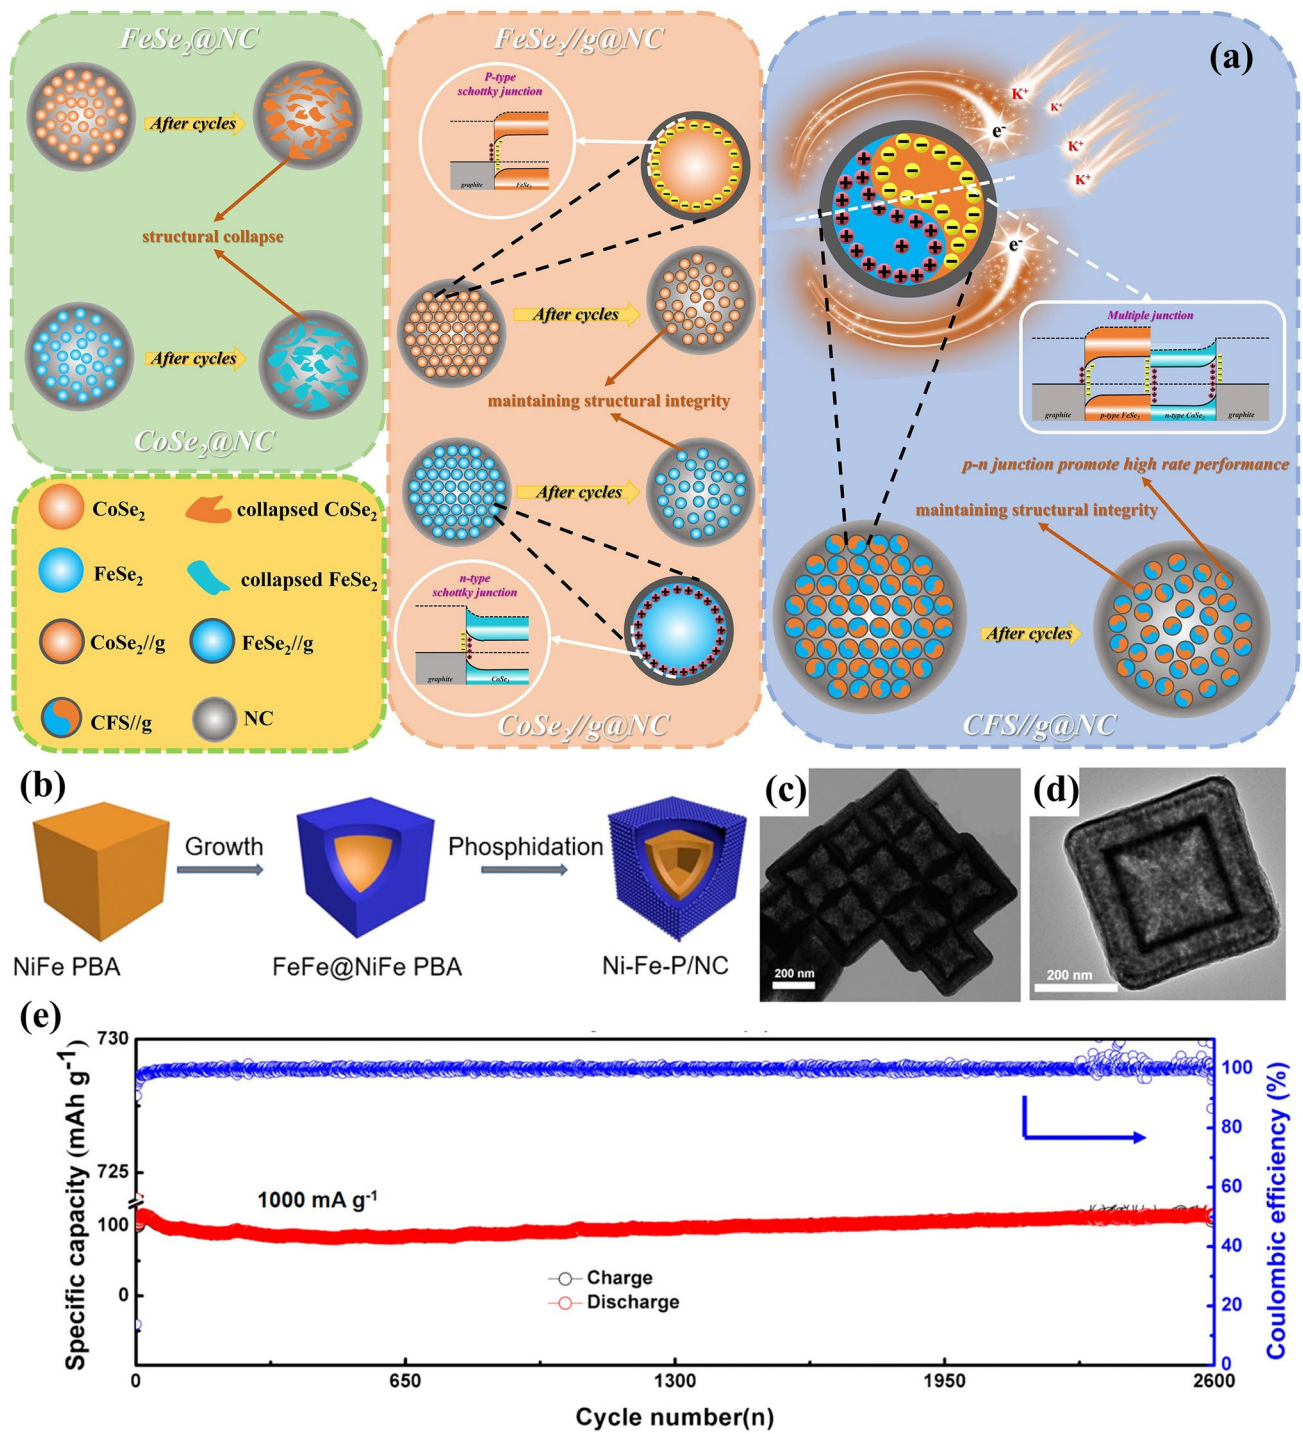 (a)
FeSe2@NC
After cycles
structural collapse
After cycles
CoSe2@NC
CoSe2
collapsed CoSe2
FeSe2
collapsed FeSe2
CoSe2//g
FeSe2//g
CFS//g
NC
FeSe2//g@NC
P-type
schottky junction
graphite
FeSe2
After cycles
maintaining structural integrity
After cycles
n-type
schottky junction
graphite
CoSe2
CoSe2//g@NC
K+
K+
K+
K+
e-
e-
Multiple junction
graphite
p-type FeSe2
n-type CoSe2
graphite
p-n junction promote high rate performance
maintaining structural integrity
After cycles
CFS//g@NC
(b)
Growth
Phosphidation
NiFe PBA
FeFe@NiFe PBA
Ni-Fe-P/NC
(c)
200 nm
(d)
200 nm
(e)
Specific capacity (mAh g-1)
730
725
100
0
1000 mA g-1
Charge
Discharge
100
80
60
40
20
0
Coulombic efficiency (%)
0
650
1300
1950
2600
Cycle number(n)